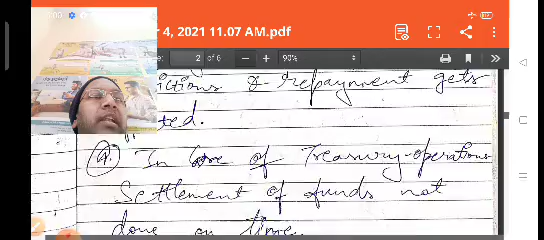 4, 2021 11.07 AM.pdf
2 of 6 − + 90%
ictions & repayment gets
ted.
(a) In Case of Treasury-operations
Settlement of funds not
done on time